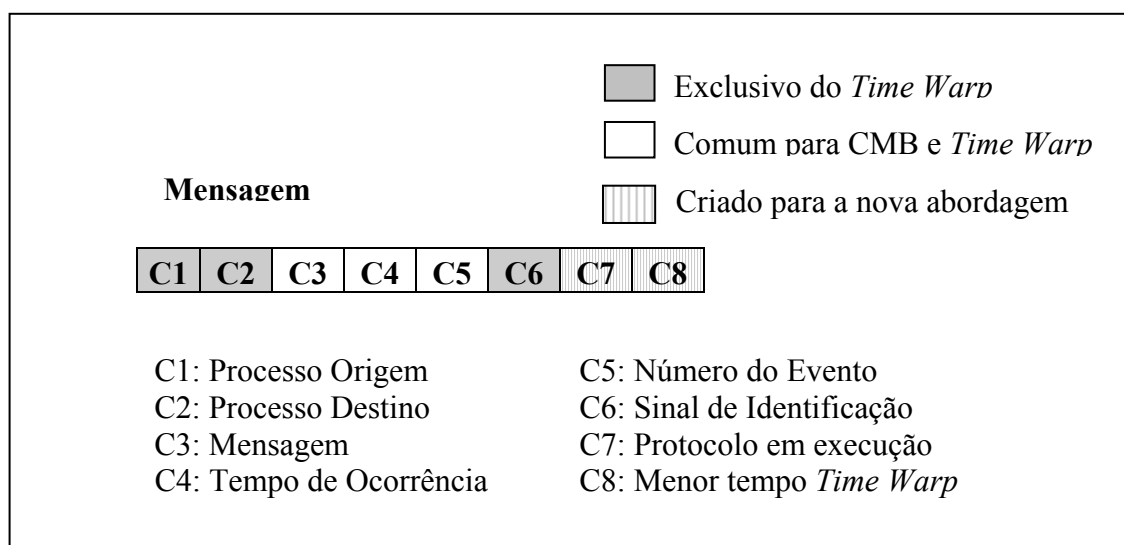 Exclusivo do Time Warp
Comum para CMB e Time Warp
Mensagem
Criado para a nova abordagem
C1 C2 C3 C4 C5 C6 C7 C8
C1: Processo Origem
C2: Processo Destino
C3: Mensagem
C4: Tempo de Ocorrência
C5: Número do Evento
C6: Sinal de Identificação
C7: Protocolo em execução
C8: Menor tempo Time Warp